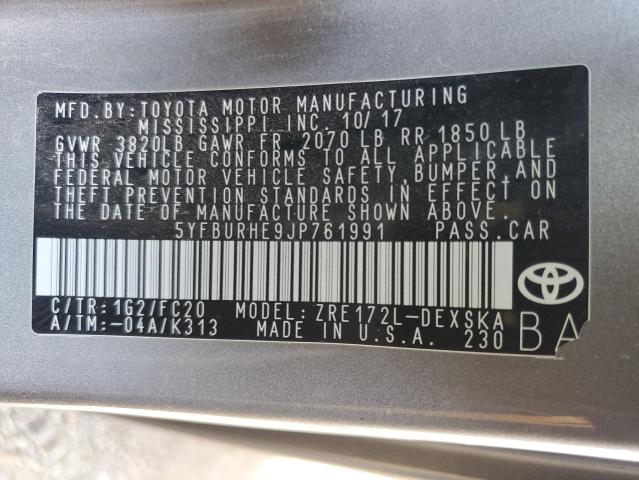 MFD.BY:TOYOTA MOTOR MANUFACTURING
MISSISSIPPI, INC. 10/17
GVWR 3820LB GAWR FR 2070 LB RR 1850 LB
THIS VEHICLE CONFORMS TO ALL APPLICABLE
FEDERAL MOTOR VEHICLE SAFETY, BUMPER, AND
THEFT PREVENTION STANDARDS IN EFFECT ON
THE DATE OF MANUFACTURE SHOWN ABOVE.
5YFBURHE9JP761991 PASS.CAR
C/TR:1G2/FC20 MODEL:ZRE172L-DEXSKA
A/TM:-04A/K313 MADE IN U.S.A. 230
BA